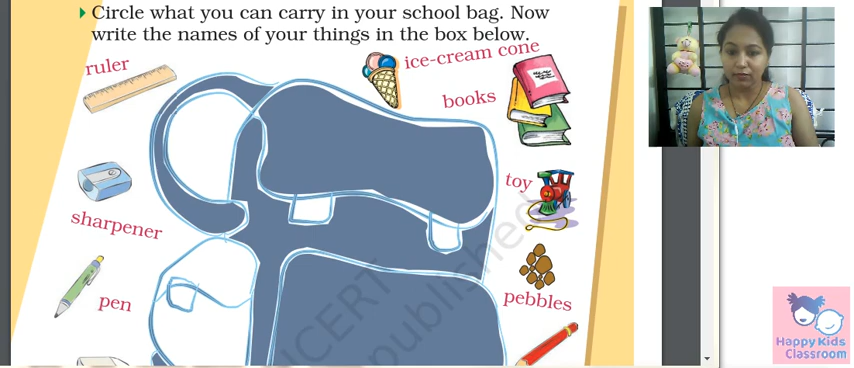 Circle what you can carry in your school bag. Now
write the names of your things in the box below.
ruler
ice-cream cone
books
toy
sharpener
pen
pebbles
NCERT
published
Happy Kids
Classroom